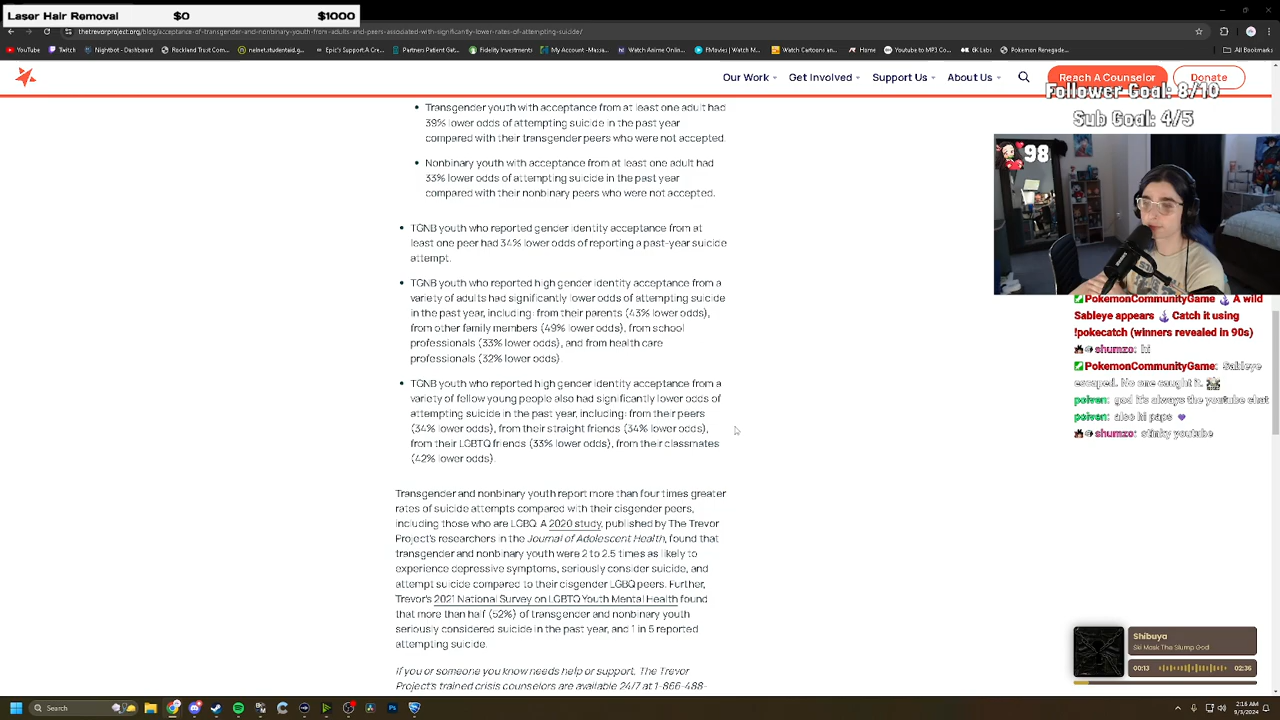 Laser Hair Removal $0 $1000
thetrevorproject.org/blog/acceptance-of-transgender-and-nonbinary-youth-from-adults-and-peers-associated-with-significantly-lower-rates-of-attempting-suicide/
YouTube Twitch Nightbot - Dashboard Rockland Trust Com... nelnet.studentaid.g... Epic's Support A Cre... Partners Patient Gat... Fidelity Investments My Account - Massa... Watch Anime Onlin... FMovies | Watch M... Watch Cartoons an... Home Youtube to MP3 Co... 6k Labs Pokemon Renegade... All Bookmarks
Our Work Get Involved Support Us About Us Reach A Counselor Donate
Follower Goal: 8/10
Sub Goal: 4/5
98
Transgender youth with acceptance from at least one adult had
39% lower odds of attempting suicide in the past year
compared with their transgender peers who were not accepted.
Nonbinary youth with acceptance from at least one adult had
33% lower odds of attempting suicide in the past year
compared with their nonbinary peers who were not accepted.
TGNB youth who reported gender identity acceptance from at
least one peer had 34% lower odds of reporting a past-year suicide
attempt.
TGNB youth who reported high gender identity acceptance from a
variety of adults had significantly lower odds of attempting suicide
in the past year, including: from their parents (43% lower odds),
from other family members (49% lower odds), from school
professionals (33% lower odds), and from health care
professionals (32% lower odds).
TGNB youth who reported high gender identity acceptance from a
variety of fellow young people also had significantly lower odds of
attempting suicide in the past year, including: from their peers
(34% lower odds), from their straight friends (34% lower odds),
from their LGBTQ friends (33% lower odds), from their classmates
(42% lower odds).
Transgender and nonbinary youth report more than four times greater
rates of suicide attempts compared with their cisgender peers,
including those who are LGBQ. A 2020 study, published by The Trevor
Project's researchers in the Journal of Adolescent Health, found that
transgender and nonbinary youth were 2 to 2.5 times as likely to
experience depressive symptoms, seriously consider suicide, and
attempt suicide compared to their cisgender LGBQ peers. Further,
Trevor's 2021 National Survey on LGBTQ Youth Mental Health found
that more than half (52%) of transgender and nonbinary youth
seriously considered suicide in the past year, and 1 in 5 reported
attempting suicide.
If you or someone you know needs help or support, The Trevor
Project's trained crisis counselors are available 24/7 at 1-866-488-
PokemonCommunityGame A wild
Sableye appears Catch it using
!pokecatch (winners revealed in 90s)
shumzo: hi
PokemonCommunityGame: Sableye
escaped. No one caught it.
polven: god it's always the youtube chat
polven: also hi paps
shumzo: stinky youtube
Shibuya
Ski Mask The Slump God
00:13 02:36
Search
2:16 AM
9/3/2024